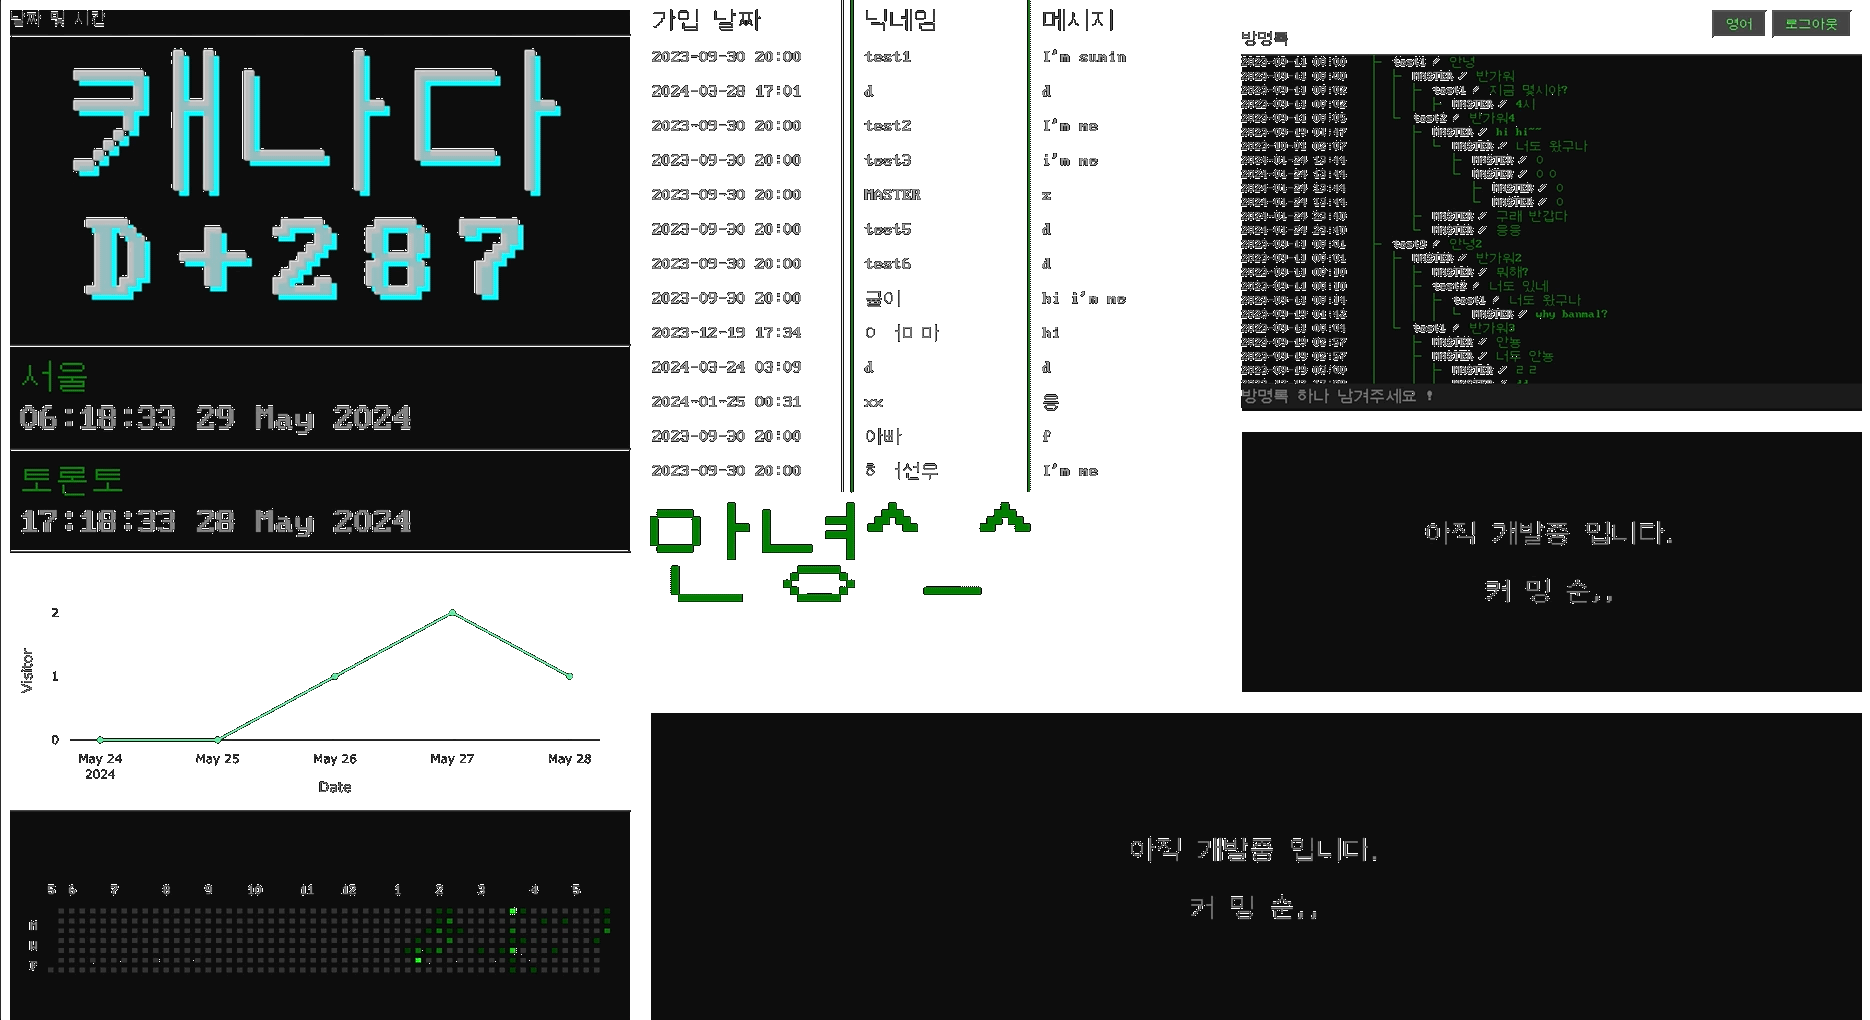 날짜 및 시간
캐나다
D+287
서울
06:18:33 29 May 2024
토론토
17:18:33 28 May 2024
2
1
0
Visitor
May 24 May 25 May 26 May 27 May 28
2024
Date
5 6 7 8 9 10 11 12 1 2 3 4 5
M
W
F
가입 날짜 닉네임 메시지
2023-09-30 20:00 test1 I'm sumin
2024-03-28 17:01 d d
2023-09-30 20:00 test2 I'm me
2023-09-30 20:00 test3 i'm me
2023-09-30 20:00 MASTER z
2023-09-30 20:00 test5 d
2023-09-30 20:00 test6 d
2023-09-30 20:00 귤이 hi i'm me
2023-12-19 17:34 ㅇㅓㅁ마 hi
2024-03-24 03:09 d d
2024-01-25 00:31 xx 웅
2023-09-30 20:00 아빠 f
2023-09-30 20:00 ㅎㅓ선우 I'm me
안녕^_^
영어 로그아웃
방명록
test1 // 안녕
MASTER // 반가워
test1 // 지금 몇시야?
MASTER // 4시
test2 // 반가워4
MASTER // hi hi~~
MASTER // 너도 왔구나
MASTER // ㅇ
MASTER // ㅇㅇ
MASTER // ㅇ
MASTER // ㅇ
MASTER // 구래 반갑다
MASTER // 웅웅
test3 // 안녕2
MASTER // 반가워2
MASTER // 뭐해?
test2 // 너도 있네
test1 // 너도 왔구나
MASTER // why banmal?
test1 // 반가워3
MASTER // 안뇽
MASTER // 너두 안뇽
MASTER // ㄹㄹ
방명록 하나 남겨주세요 !
아직 개발중 입니다.
커 밍 순..
아직 개발중 입니다.
커 밍 순..